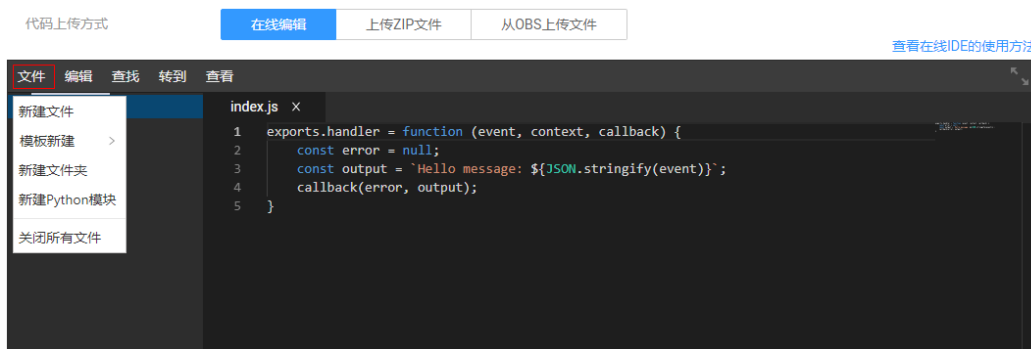 代码上传方式 在线编辑 上传ZIP文件 从OBS上传文件
查看在线IDE的使用方法
文件 编辑 查找 转到 查看
新建文件
模板新建 >
新建文件夹
新建Python模块
关闭所有文件
index.js ×
1 exports.handler = function (event, context, callback) {
2     const error = null;
3     const output = `Hello message: ${JSON.stringify(event)}`;
4     callback(error, output);
5 }